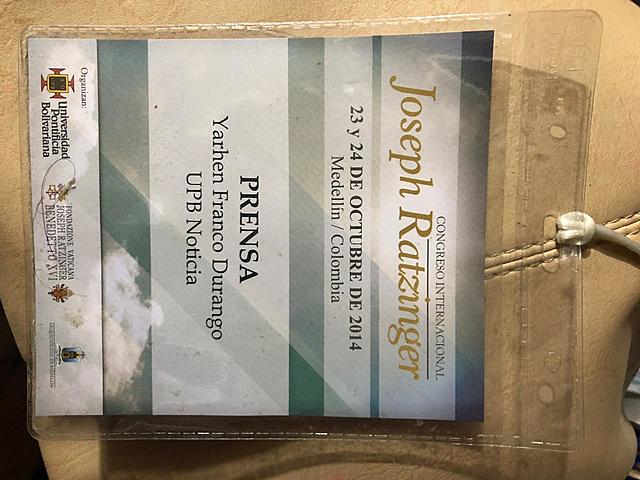 CONGRESO INTERNACIONAL
Joseph Ratzinger
23 y 24 DE OCTUBRE DE 2014
Medellín / Colombia
PRENSA
Yarhen Franco Durango
UPB Noticia
Organizan:
Universidad
Pontificia
Bolivariana
FONDAZIONE VATICANA
JOSEPH RATZINGER
BENEDETTO XVI